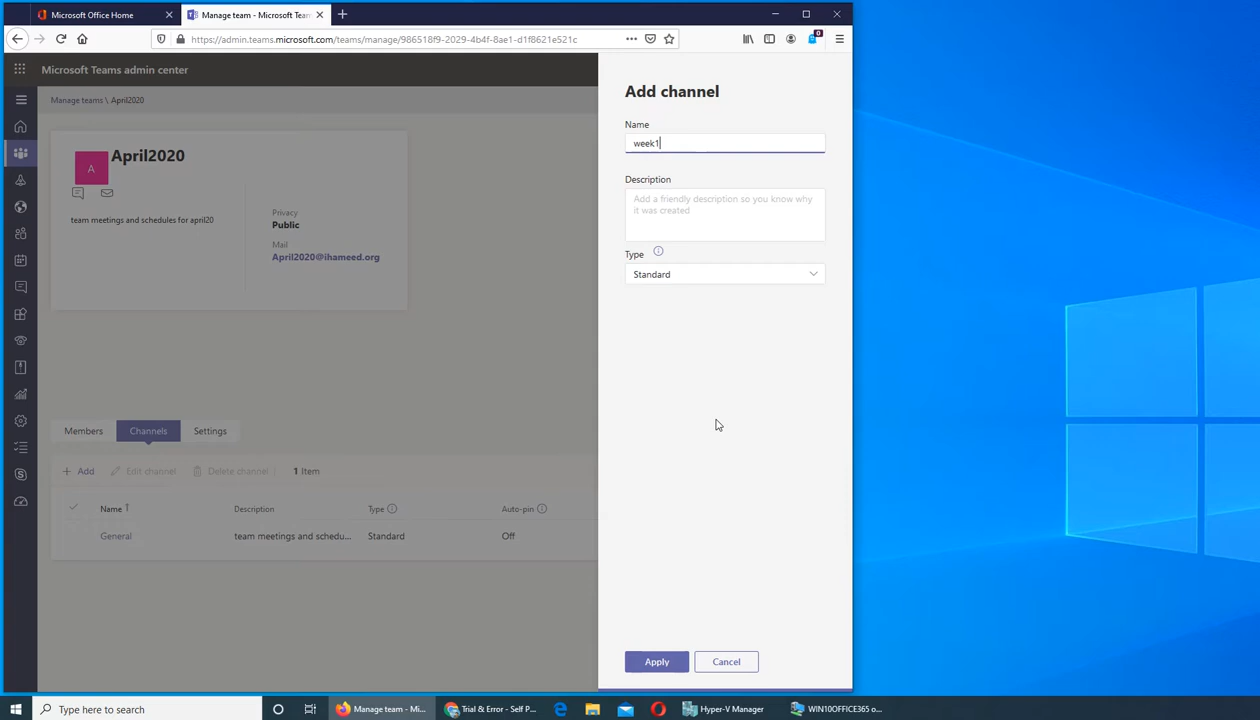 Microsoft Office Home
Manage team - Microsoft Team
https://admin.teams.microsoft.com/teams/manage/986518f9-2029-4b4f-8ae1-d1f8621e521c
0
Microsoft Teams admin center
Manage teams \ April2020
A
April2020
team meetings and schedules for april20
Privacy
Public
Mail
April2020@ihameed.org
Members
Channels
Settings
+ Add
Edit channel
Delete channel
1 Item
Name ↑
Description
Type
Auto-pin
General
team meetings and schedu...
Standard
Off
Add channel
Name
week1
Description
Add a friendly description so you know why
it was created
Type
Standard
Apply
Cancel
Type here to search
Manage team - Mi...
Trial & Error - Self P...
Hyper-V Manager
WIN10OFFICE365 o...